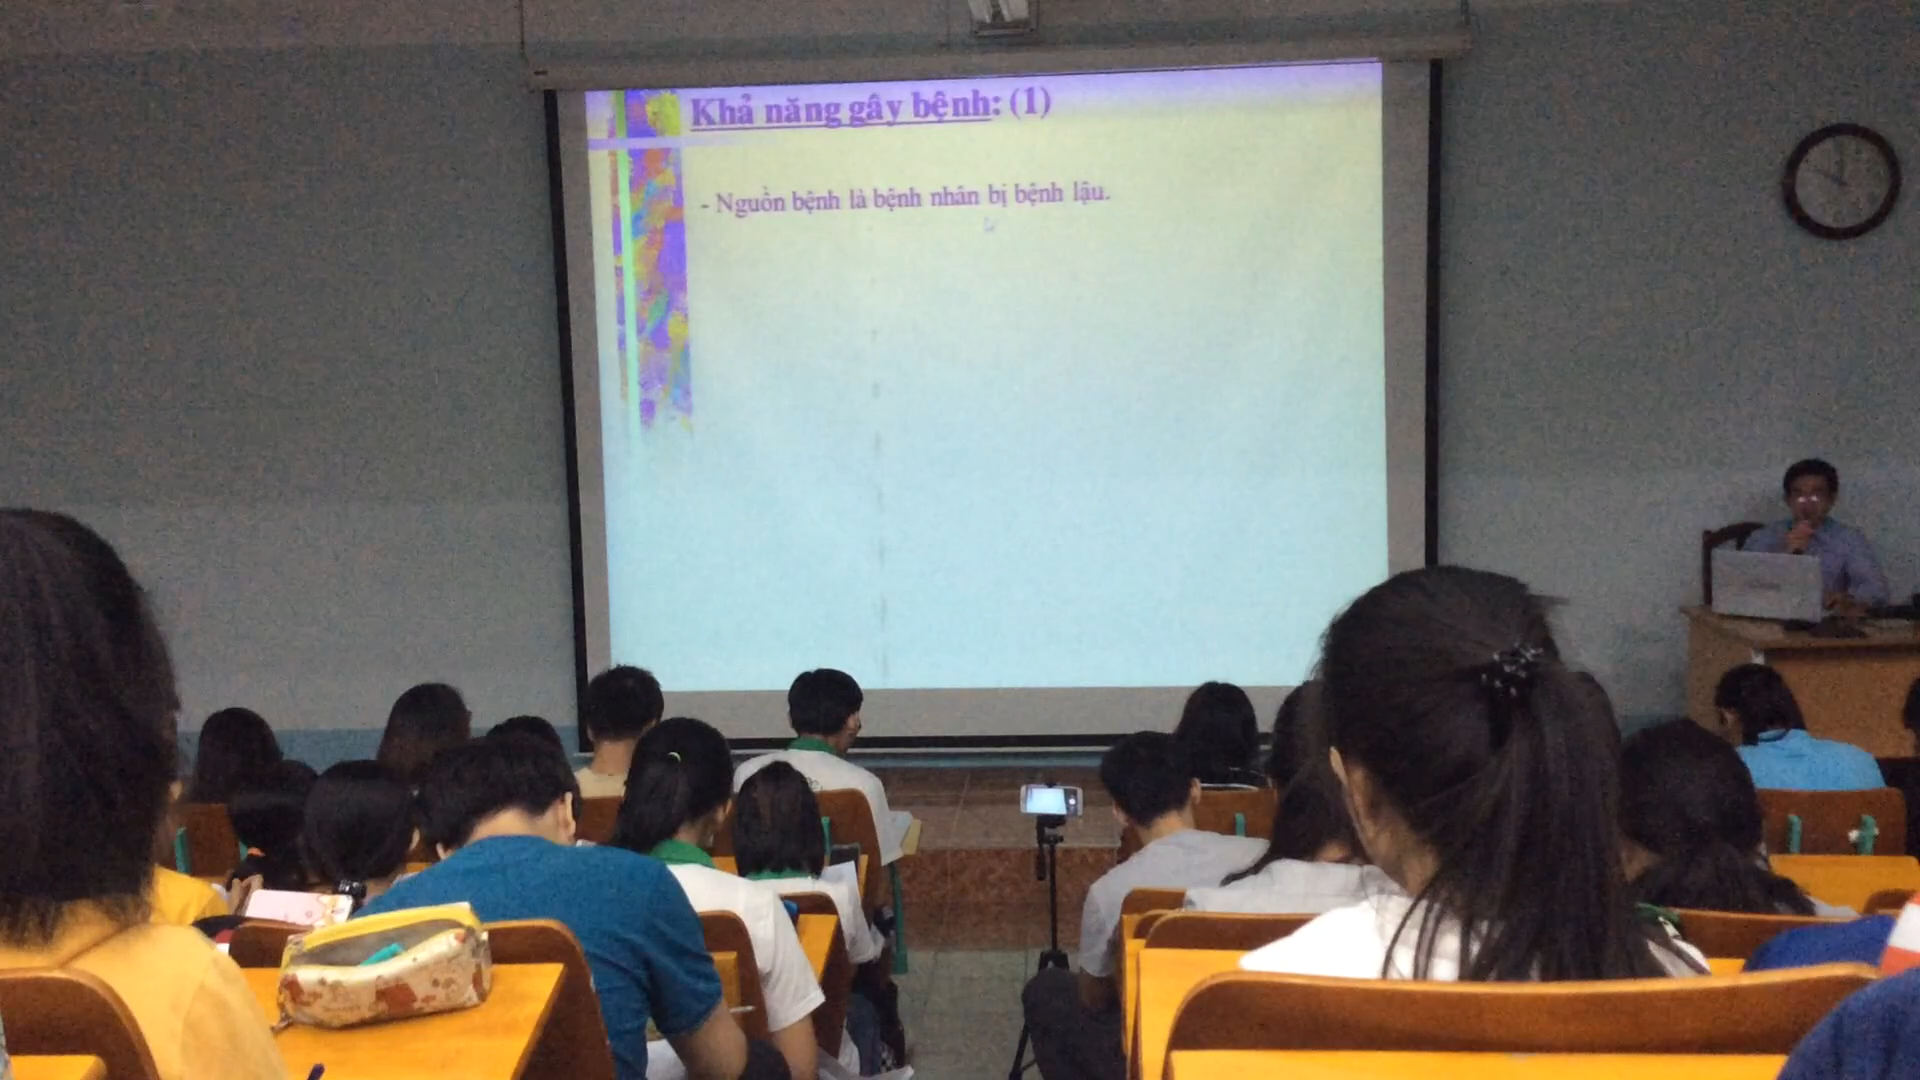 Khả năng gây bệnh: (1)
- Nguồn bệnh là bệnh nhân bị bệnh lậu.